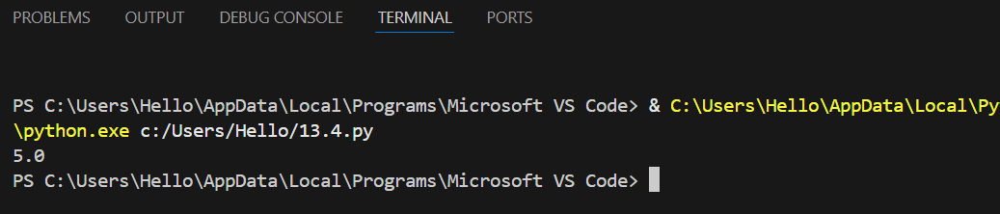 PROBLEMS OUTPUT DEBUG CONSOLE TERMINAL PORTS
PS C:\Users\Hello\AppData\Local\Programs\Microsoft VS Code> & C:\Users\Hello\AppData\Local\Py
\python.exe c:/Users/Hello/13.4.py
5.0
PS C:\Users\Hello\AppData\Local\Programs\Microsoft VS Code>